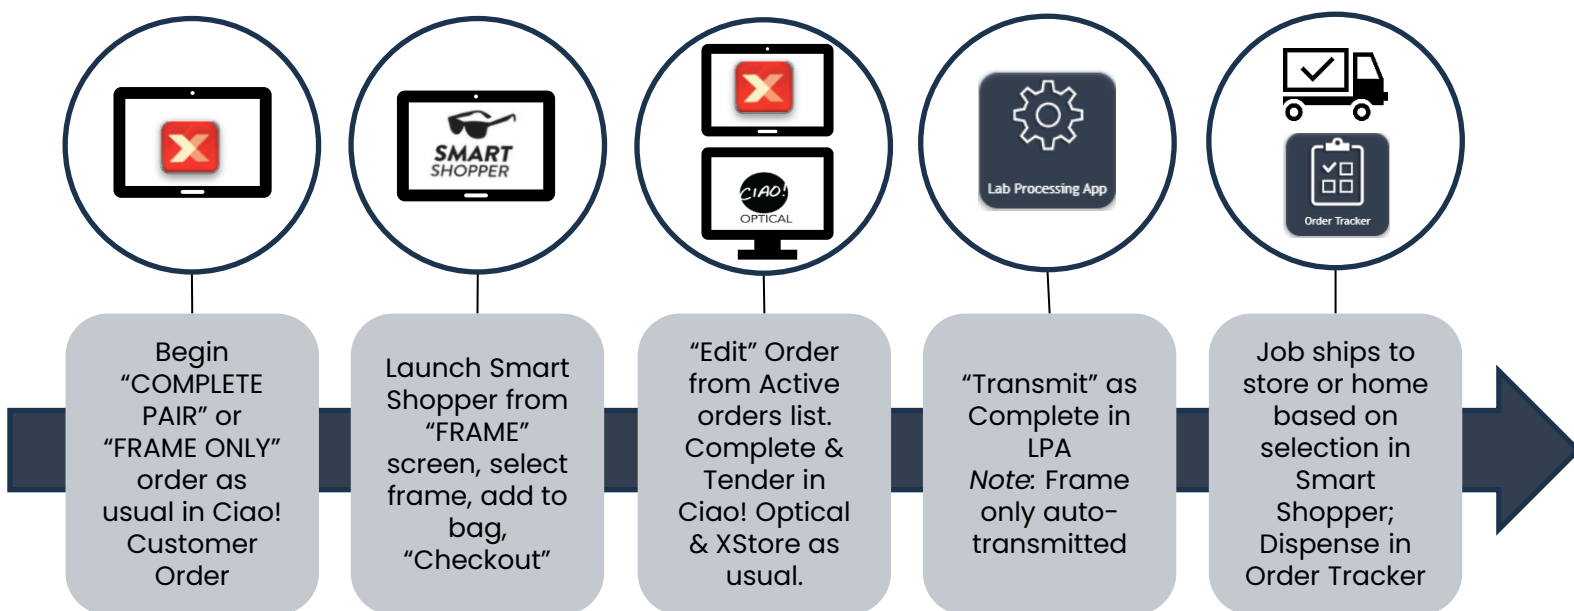 X
SMART
SHOPPER
X
CIAO!
OPTICAL
Lab Processing App
Order Tracker
Begin
“COMPLETE
PAIR” or
“FRAME ONLY”
order as
usual in Ciao!
Customer
Order
Launch Smart
Shopper from
“FRAME”
screen, select
frame, add to
bag,
“Checkout”
“Edit” Order
from Active
orders list.
Complete &
Tender in
Ciao! Optical
& XStore as
usual.
“Transmit” as
Complete in
LPA
Note: Frame
only auto-
transmitted
Job ships to
store or home
based on
selection in
Smart
Shopper;
Dispense in
Order Tracker